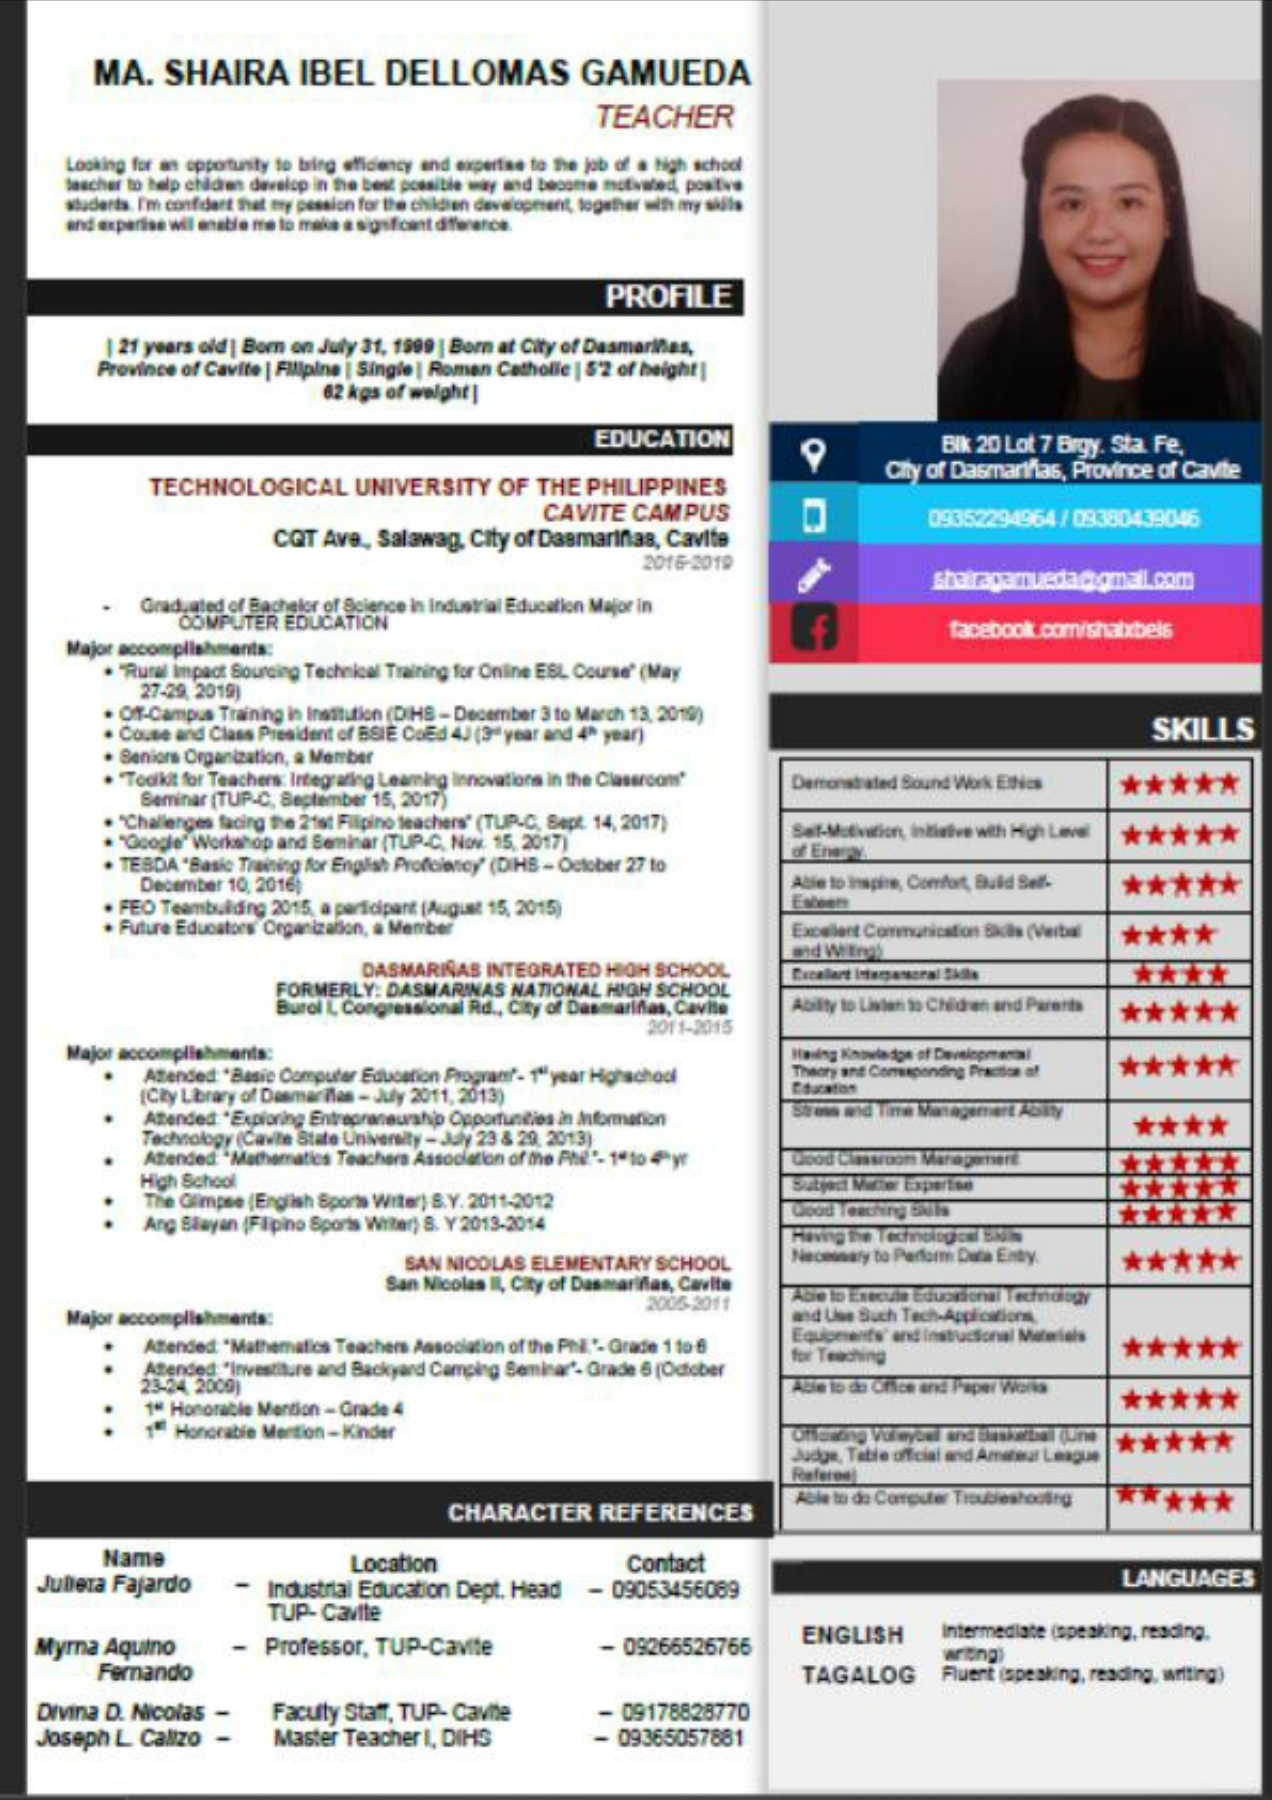 MA. SHAIRA IBEL DELLOMAS GAMUEDA
TEACHER
Looking for an opportunity to bring efficiency and expertise to the job of a high school
teacher to help children develop in the best possible way and become motivated, positive
students. I'm confident that my passion for the children development, together with my skills
and expertise will enable me to make a significant difference.
PROFILE
| 21 years old | Born on July 31, 1999 | Born at City of Dasmariñas,
Province of Cavite | Filipina | Single | Roman Catholic | 5'2 of height |
62 kgs of weight |
EDUCATION
TECHNOLOGICAL UNIVERSITY OF THE PHILIPPINES
CAVITE CAMPUS
CQT Ave., Salawag, City of Dasmariñas, Cavite
2015-2019
- Graduated of Bachelor of Science in Industrial Education Major in
COMPUTER EDUCATION
Major accomplishments:
• "Rural Impact Sourcing Technical Training for Online ESL Course" (May
27-29, 2019)
• Off-Campus Training in Institution (DIHS – December 3 to March 13, 2019)
• Couse and Class President of BSIE CoEd 4J (3rd year and 4th year)
• Seniors Organization, a Member
• "Toolkit for Teachers: Integrating Learning Innovations in the Classroom"
Seminar (TUP-C, September 15, 2017)
• "Challenges facing the 21st Filipino teachers" (TUP-C, Sept. 14, 2017)
• "Google" Workshop and Seminar (TUP-C, Nov. 15, 2017)
• TESDA "Basic Training for English Proficiency" (DIHS – October 27 to
December 10, 2016)
• FEO Teambuilding 2015, a participant (August 15, 2015)
• Future Educators' Organization, a Member
DASMARIÑAS INTEGRATED HIGH SCHOOL
FORMERLY: DASMARINAS NATIONAL HIGH SCHOOL
Burol I, Congressional Rd., City of Dasmariñas, Cavite
2011-2015
Major accomplishments:
• Attended: "Basic Computer Education Program"- 1st year Highschool
(City Library of Dasmariñas – July 2011, 2013)
• Attended: "Exploring Entrepreneurship Opportunities in Information
Technology (Cavite State University – July 23 & 29, 2013)
• Attended: "Mathematics Teachers Association of the Phil."- 1st to 4th yr
High School
• The Glimpse (English Sports Writer) S.Y. 2011-2012
• Ang Silayan (Filipino Sports Writer) S. Y 2013-2014
SAN NICOLAS ELEMENTARY SCHOOL
San Nicolas II, City of Dasmariñas, Cavite
2005-2011
Major accomplishments:
• Attended: "Mathematics Teachers Association of the Phil."- Grade 1 to 6
• Attended: "Investiture and Backyard Camping Seminar"- Grade 6 (October
23-24, 2009)
• 1st Honorable Mention – Grade 4
• 1st Honorable Mention – Kinder
CHARACTER REFERENCES
Name Location Contact
Julieta Fajardo – Industrial Education Dept. Head – 09053456089
TUP- Cavite
Myrna Aquino – Professor, TUP-Cavite – 09266526766
Fernando
Divina D. Nicolas – Faculty Staff, TUP- Cavite – 09178828770
Joseph L. Calizo – Master Teacher I, DIHS – 09365057881
Blk 20 Lot 7 Brgy. Sta. Fe,
City of Dasmariñas, Province of Cavite
09352294964 / 09380439046
shairagamueda@gmail.com
facebook.com/shaixbels
SKILLS
Demonstrated Sound Work Ethics ★★★★★
Self-Motivation, Initiative with High Level ★★★★★
of Energy.
Able to Inspire, Comfort, Build Self- ★★★★★
Esteem
Excellent Communication Skills (Verbal ★★★★
and Writing)
Excellent Interpersonal Skills ★★★★
Ability to Listen to Children and Parents ★★★★★
Having Knowledge of Developmental
Theory and Corresponding Practice of ★★★★★
Education
Stress and Time Management Ability ★★★★
Good Classroom Management ★★★★★
Subject Matter Expertise ★★★★★
Good Teaching Skills ★★★★★
Having the Technological Skills
Necessary to Perform Data Entry. ★★★★★
Able to Execute Educational Technology
and Use Such Tech-Applications,
Equipments' and Instructional Materials
for Teaching ★★★★★
Able to do Office and Paper Works ★★★★★
Officiating Volleyball and Basketball (Line ★★★★★
Judge, Table official and Amateur League
Referee)
Able to do Computer Troubleshooting ★★★★★
LANGUAGES
ENGLISH Intermediate (speaking, reading,
writing)
TAGALOG Fluent (speaking, reading, writing)